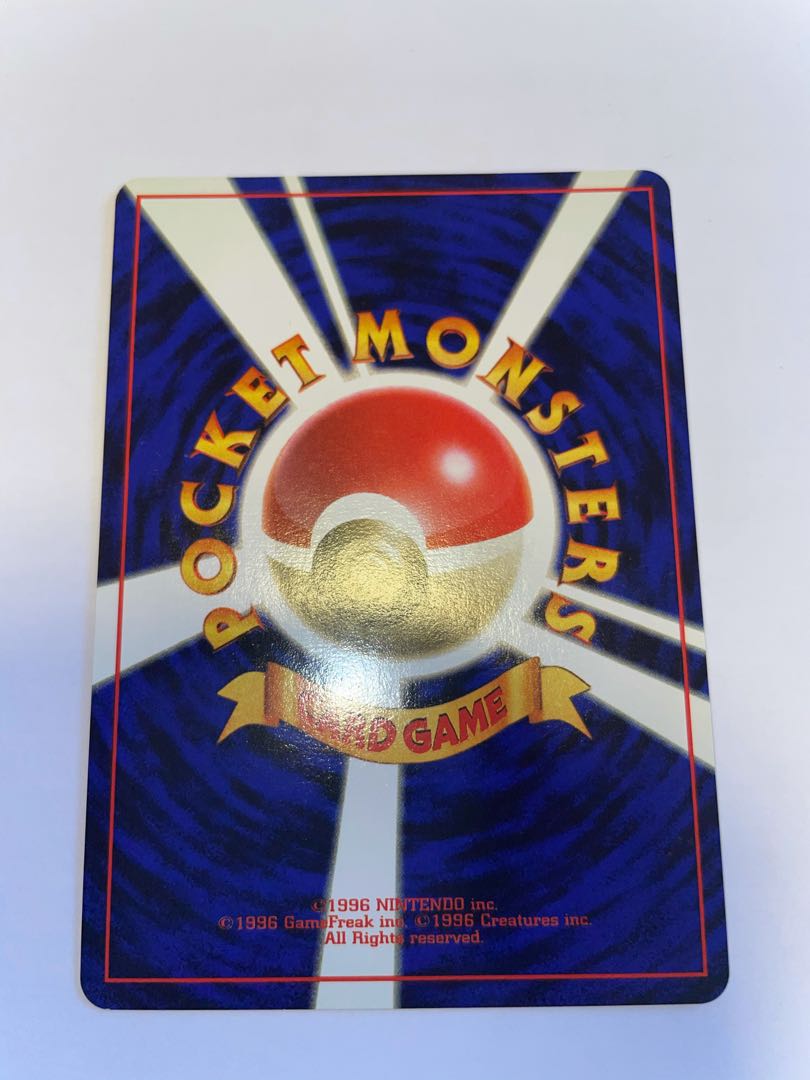 POCKET MONSTERS
CARD GAME
©1996 NINTENDO inc.
©1996 GameFreak inc. ©1996 Creatures inc.
All Rights reserved.